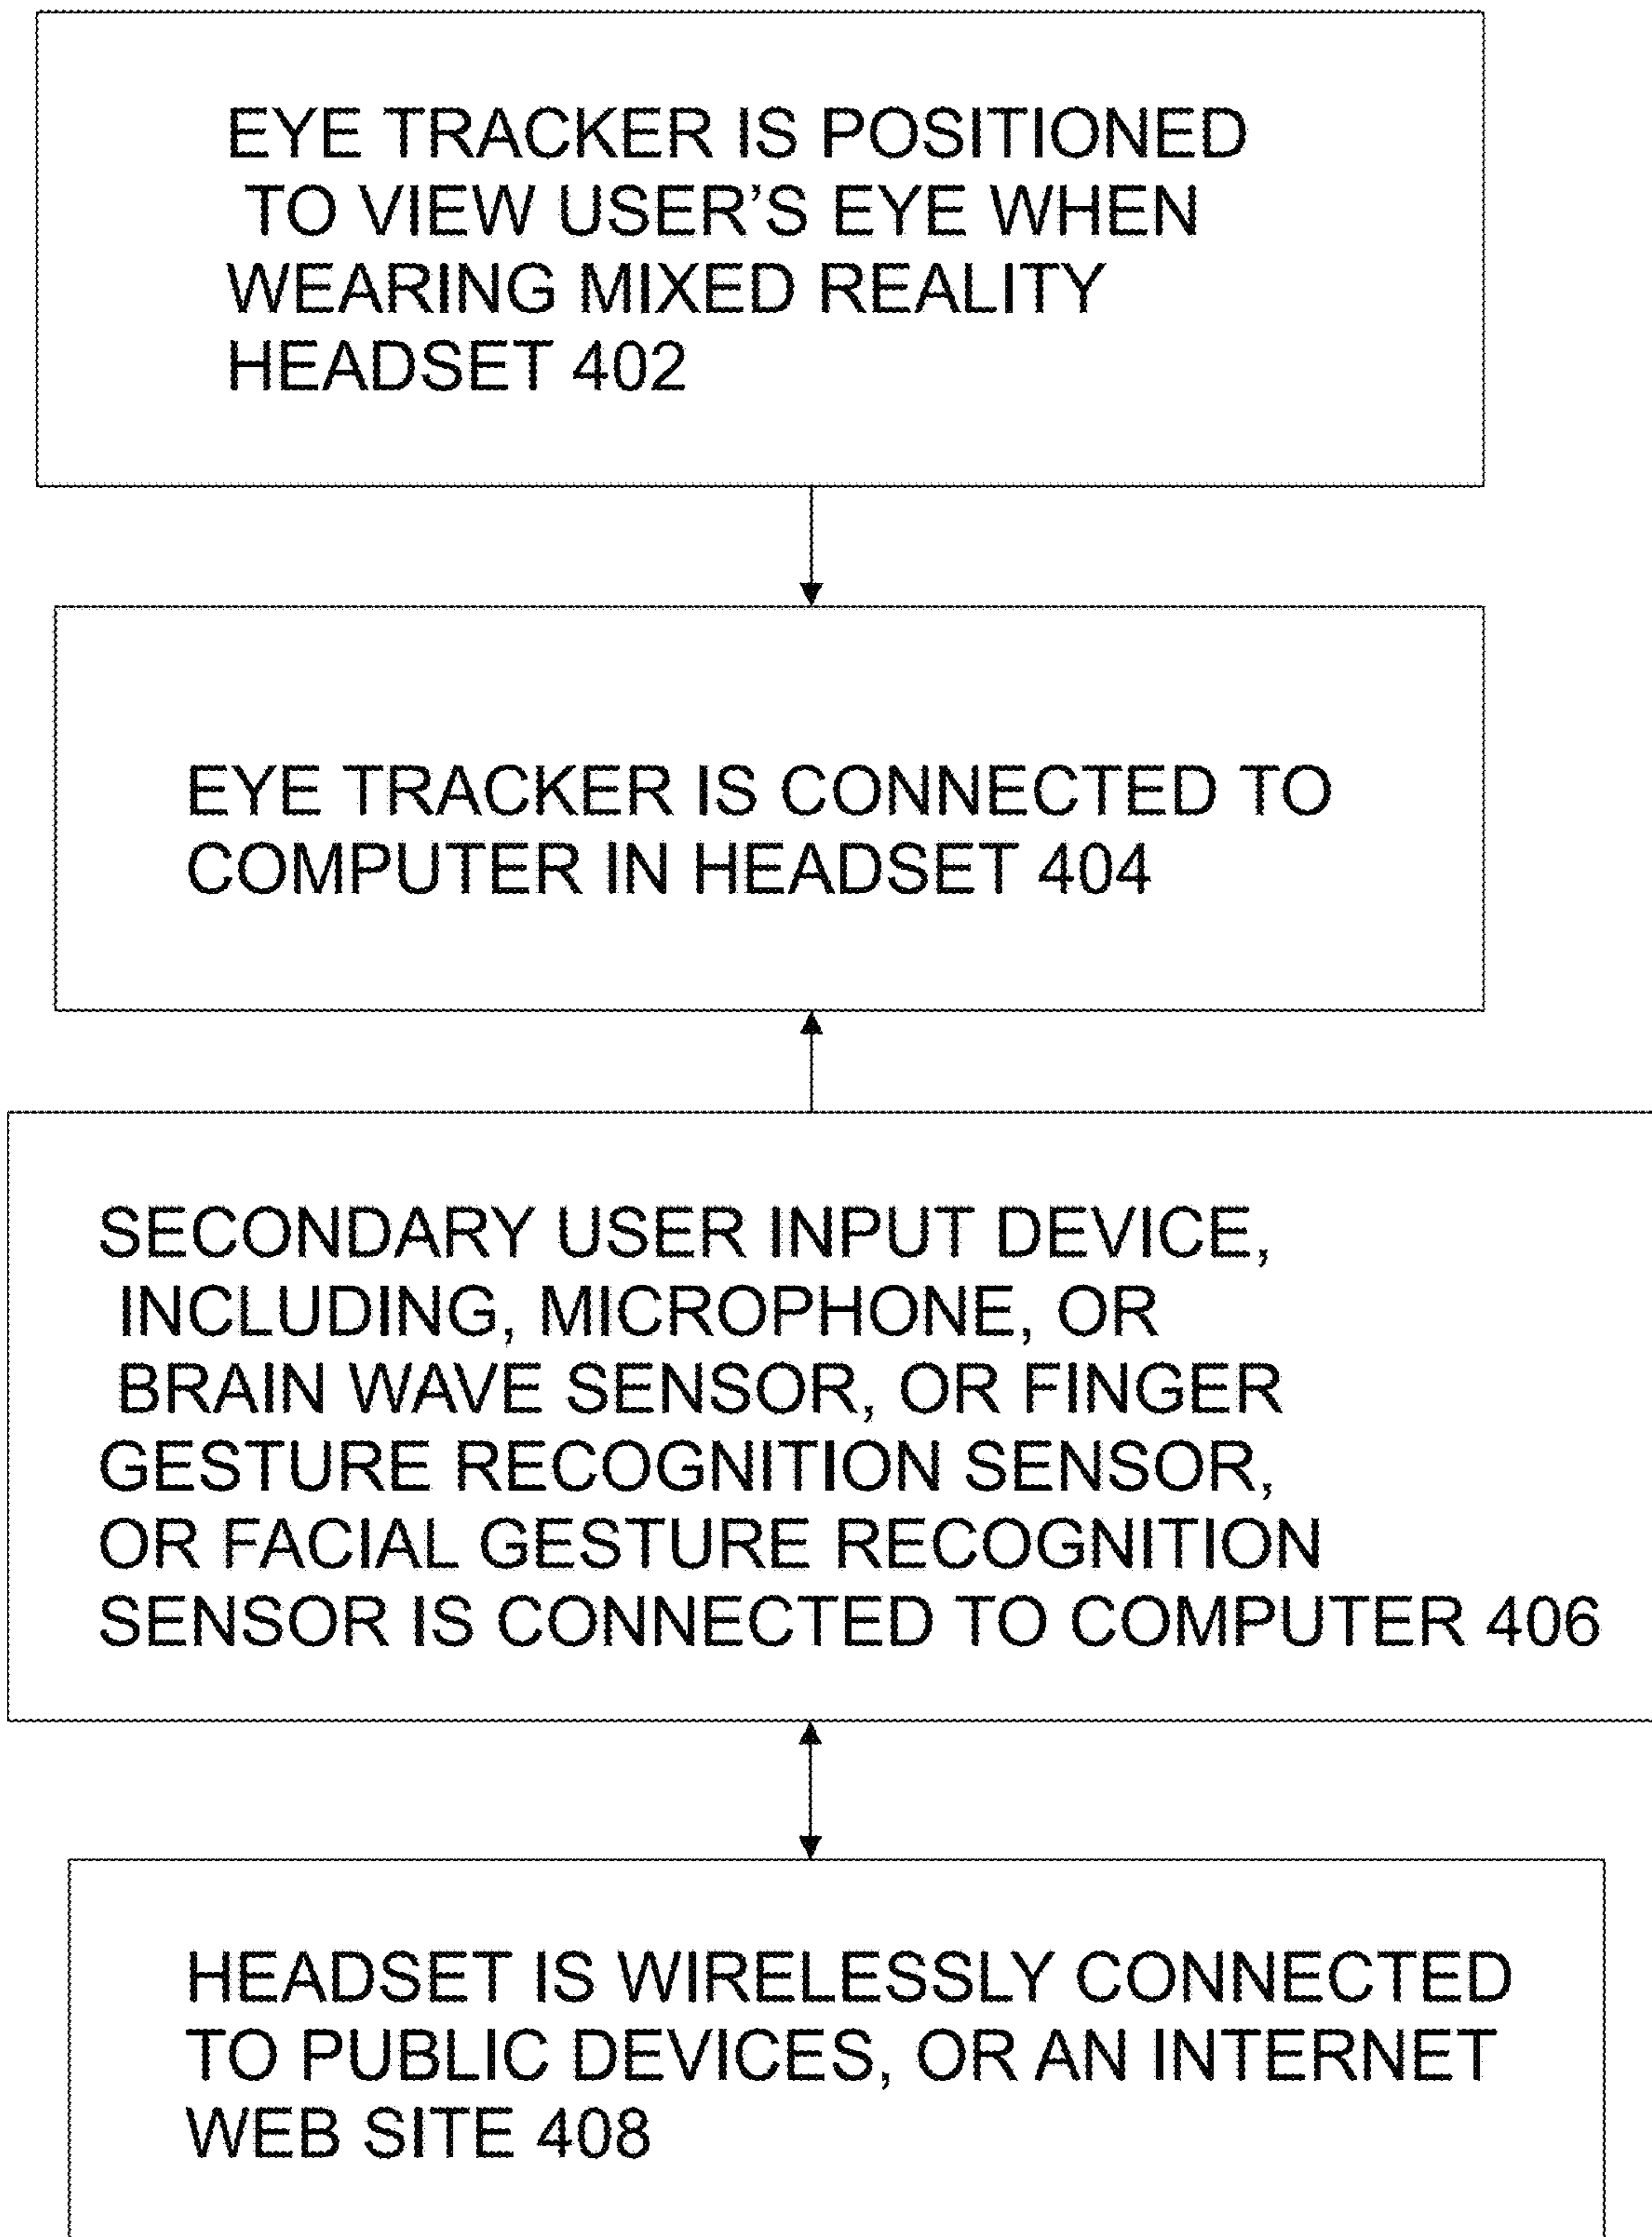 EYE TRACKER IS POSITIONED
TO VIEW USER’S EYE WHEN
WEARING MIXED REALITY
HEADSET 402
EYE TRACKER IS CONNECTED TO
COMPUTER IN HEADSET 404
SECONDARY USER INPUT DEVICE,
INCLUDING, MICROPHONE, OR
BRAIN WAVE SENSOR, OR FINGER
GESTURE RECOGNITION SENSOR,
OR FACIAL GESTURE RECOGNITION
SENSOR IS CONNECTED TO COMPUTER 406
HEADSET IS WIRELESSLY CONNECTED
TO PUBLIC DEVICES, OR AN INTERNET
WEB SITE 408